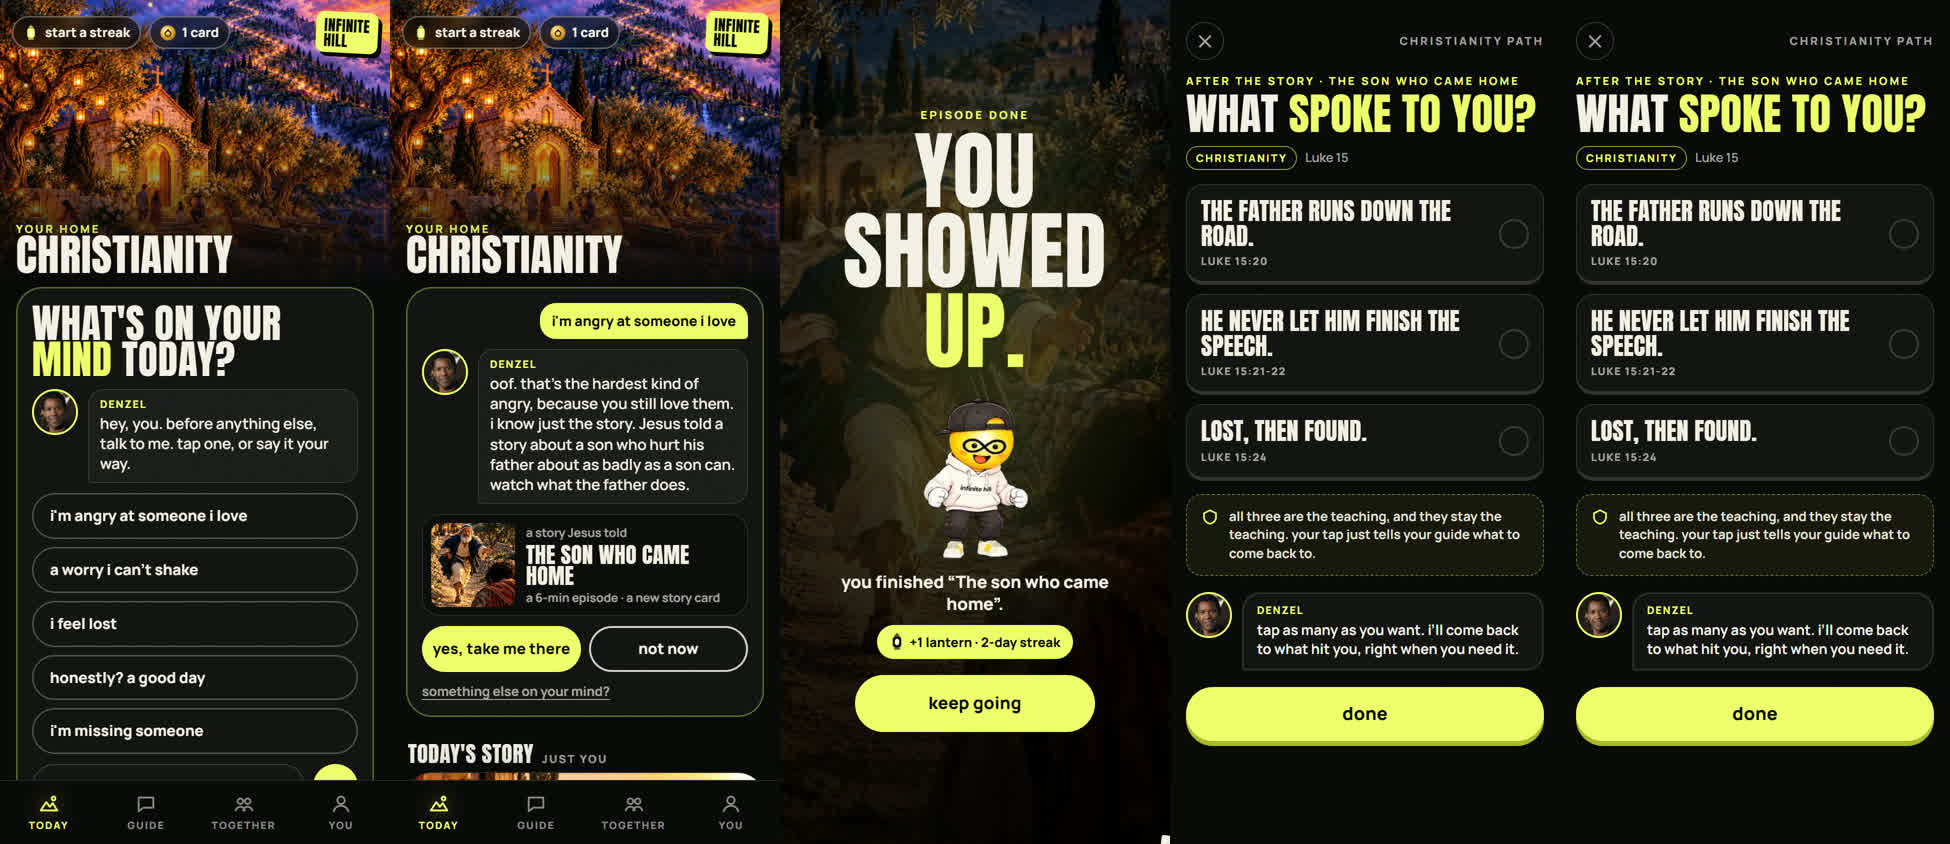 start a streak
1 card
INFINITE
HILL
YOUR HOME
CHRISTIANITY
WHAT'S ON YOUR
MIND TODAY?
DENZEL
hey, you. before anything else,
talk to me. tap one, or say it your
way.
i'm angry at someone i love
a worry i can't shake
i feel lost
honestly? a good day
i'm missing someone
TODAY
GUIDE
TOGETHER
YOU
start a streak
1 card
INFINITE
HILL
YOUR HOME
CHRISTIANITY
i'm angry at someone i love
DENZEL
oof. that's the hardest kind of
angry, because you still love them.
i know just the story. Jesus told a
story about a son who hurt his
father about as badly as a son can.
watch what the father does.
a story Jesus told
THE SON WHO CAME
HOME
a 6-min episode · a new story card
yes, take me there
not now
something else on your mind?
TODAY'S STORY JUST YOU
TODAY
GUIDE
TOGETHER
YOU
EPISODE DONE
YOU
SHOWED
UP.
infinite hill
you finished “The son who came
home”.
+1 lantern · 2-day streak
keep going
CHRISTIANITY PATH
AFTER THE STORY · THE SON WHO CAME HOME
WHAT SPOKE TO YOU?
CHRISTIANITY Luke 15
THE FATHER RUNS DOWN THE
ROAD.
LUKE 15:20
HE NEVER LET HIM FINISH THE
SPEECH.
LUKE 15:21-22
LOST, THEN FOUND.
LUKE 15:24
all three are the teaching, and they stay the
teaching. your tap just tells your guide what to
come back to.
DENZEL
tap as many as you want. i'll come back
to what hit you, right when you need it.
done
CHRISTIANITY PATH
AFTER THE STORY · THE SON WHO CAME HOME
WHAT SPOKE TO YOU?
CHRISTIANITY Luke 15
THE FATHER RUNS DOWN THE
ROAD.
LUKE 15:20
HE NEVER LET HIM FINISH THE
SPEECH.
LUKE 15:21-22
LOST, THEN FOUND.
LUKE 15:24
all three are the teaching, and they stay the
teaching. your tap just tells your guide what to
come back to.
DENZEL
tap as many as you want. i'll come back
to what hit you, right when you need it.
done